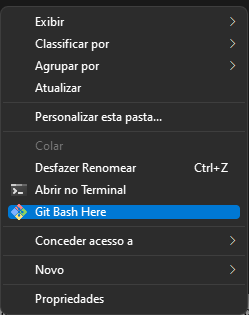 Exibir
Classificar por
Agrupar por
Atualizar
Personalizar esta pasta...
Colar
Desfazer Renomear Ctrl+Z
Abrir no Terminal
Git Bash Here
Conceder acesso a
Novo
Propriedades